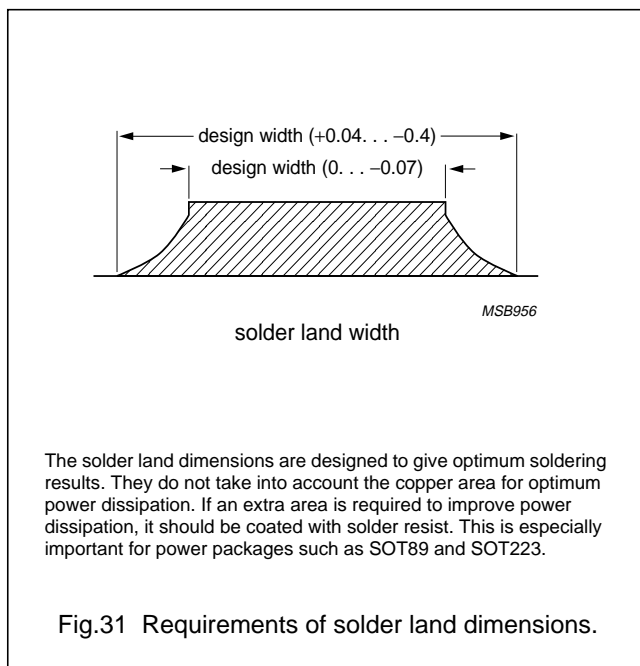 design width (+0.04. . . −0.4)
design width (0. . . −0.07)
MSB956
solder land width
The solder land dimensions are designed to give optimum soldering
results. They do not take into account the copper area for optimum
power dissipation. If an extra area is required to improve power
dissipation, it should be coated with solder resist. This is especially
important for power packages such as SOT89 and SOT223.
Fig.31 Requirements of solder land dimensions.